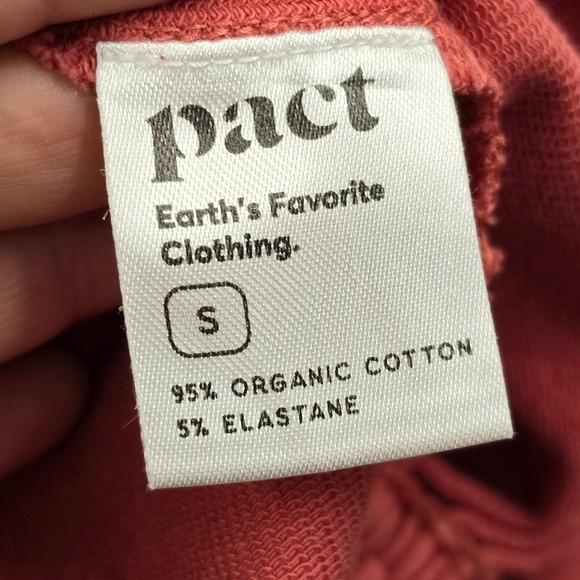 pact
Earth's Favorite
Clothing.
S
95% ORGANIC COTTON
5% ELASTANE